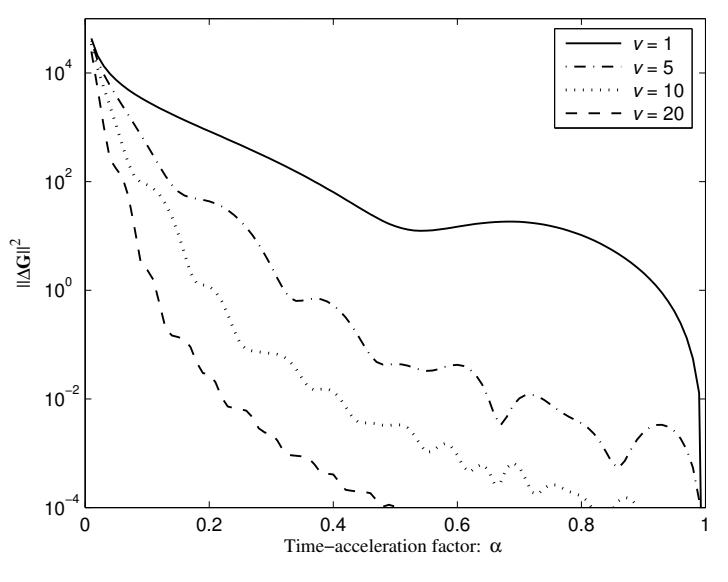 10^4
10^2
10^0
10^−2
10^−4
||ΔG||^2
v = 1
v = 5
v = 10
v = 20
0 0.2 0.4 0.6 0.8 1
Time−acceleration factor: α